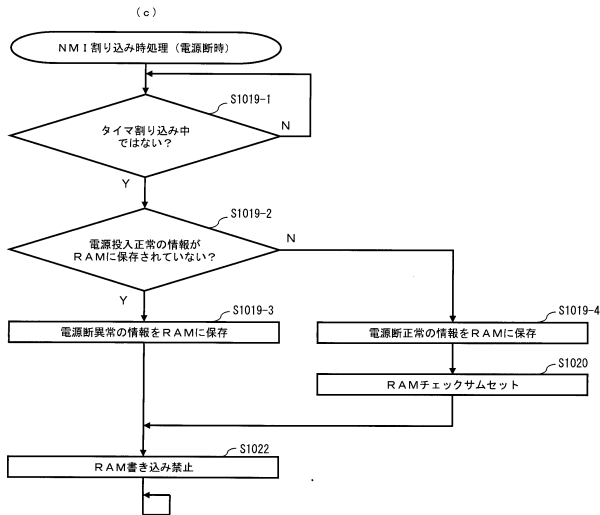 (c)
NMI割り込み時処理(電源断時)
S1019-1
タイマ割り込み中
ではない?
N
Y
S1019-2
電源投入正常の情報が
RAMに保存されていない?
N
Y
S1019-3
電源断異常の情報をRAMに保存
S1019-4
電源断正常の情報をRAMに保存
S1020
RAMチェックサムセット
S1022
RAM書き込み禁止